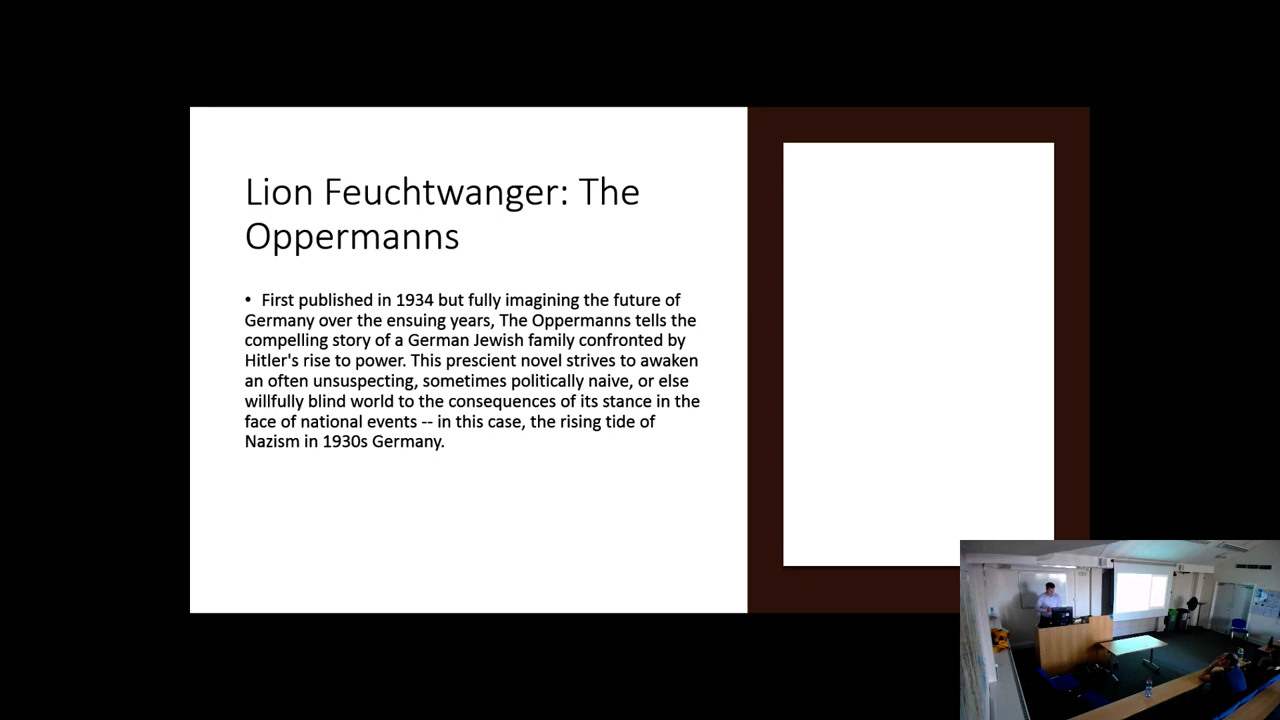 Lion Feuchtwanger: The
Oppermanns
• First published in 1934 but fully imagining the future of
Germany over the ensuing years, The Oppermanns tells the
compelling story of a German Jewish family confronted by
Hitler's rise to power. This prescient novel strives to awaken
an often unsuspecting, sometimes politically naive, or else
willfully blind world to the consequences of its stance in the
face of national events -- in this case, the rising tide of
Nazism in 1930s Germany.